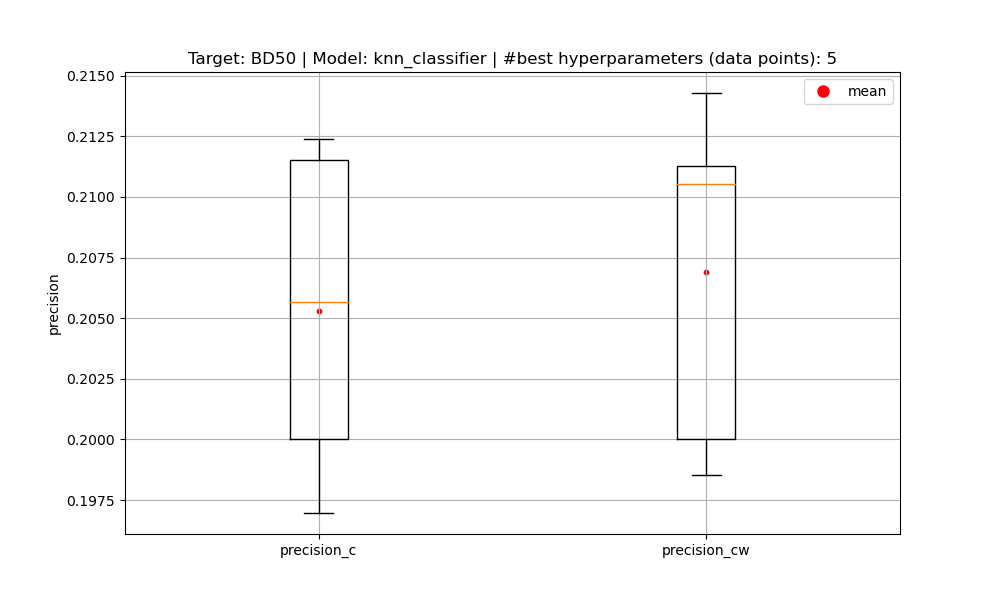 Target: BD50 | Model: knn_classifier | #best hyperparameters (data points): 5
0.2150
0.2125
0.2100
0.2075
0.2050
0.2025
0.2000
0.1975
precision
mean
precision_c
precision_cw